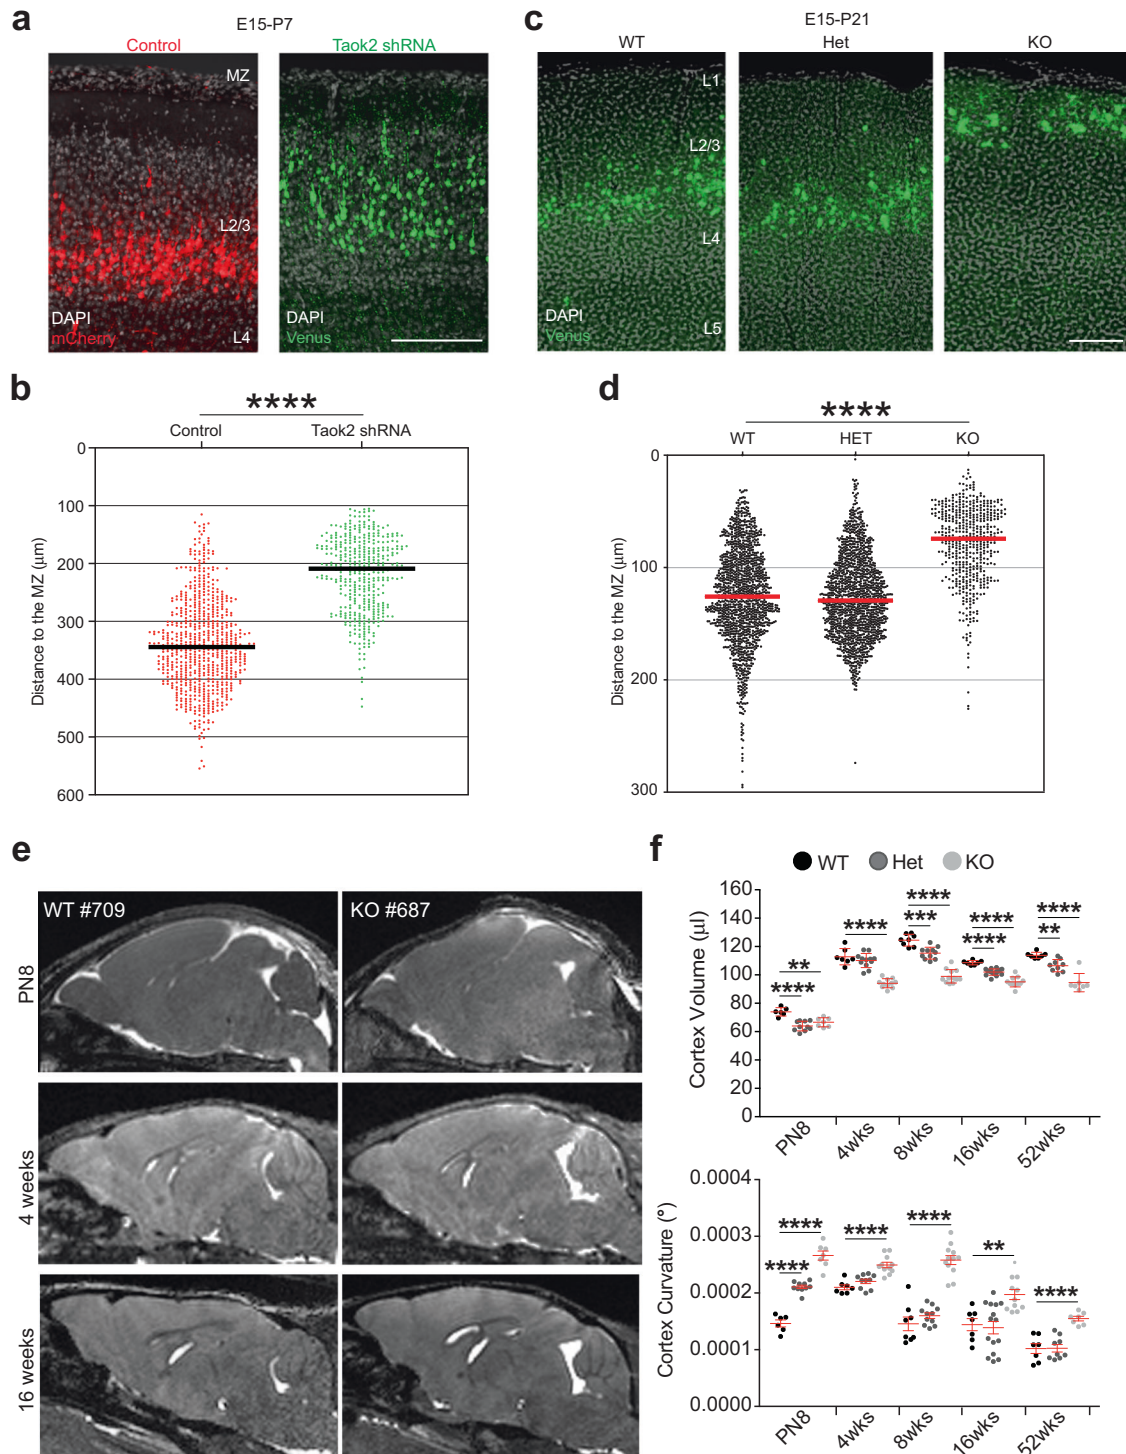 a
E15-P7
Control
Taok2 shRNA
MZ
L2/3
L4
DAPI
mCherry
DAPI
Venus
c
E15-P21
WT
Het
KO
L1
L2/3
L4
L5
DAPI
Venus
b
****
Control
Taok2 shRNA
Distance to the MZ (µm)
0
100
200
300
400
500
600
d
****
WT
HET
KO
Distance to the MZ (µm)
0
100
200
300
e
WT #709
KO #687
PN8
4 weeks
16 weeks
f
WT
Het
KO
Cortex Volume (µl)
160
140
120
100
80
60
40
20
0
**
****
****
****
***
****
****
****
**
PN8
4wks
8wks
16wks
52wks
Cortex Curvature (°)
0.0004
0.0003
0.0002
0.0001
0.0000
****
****
****
****
**
****
PN8
4wks
8wks
16wks
52wks